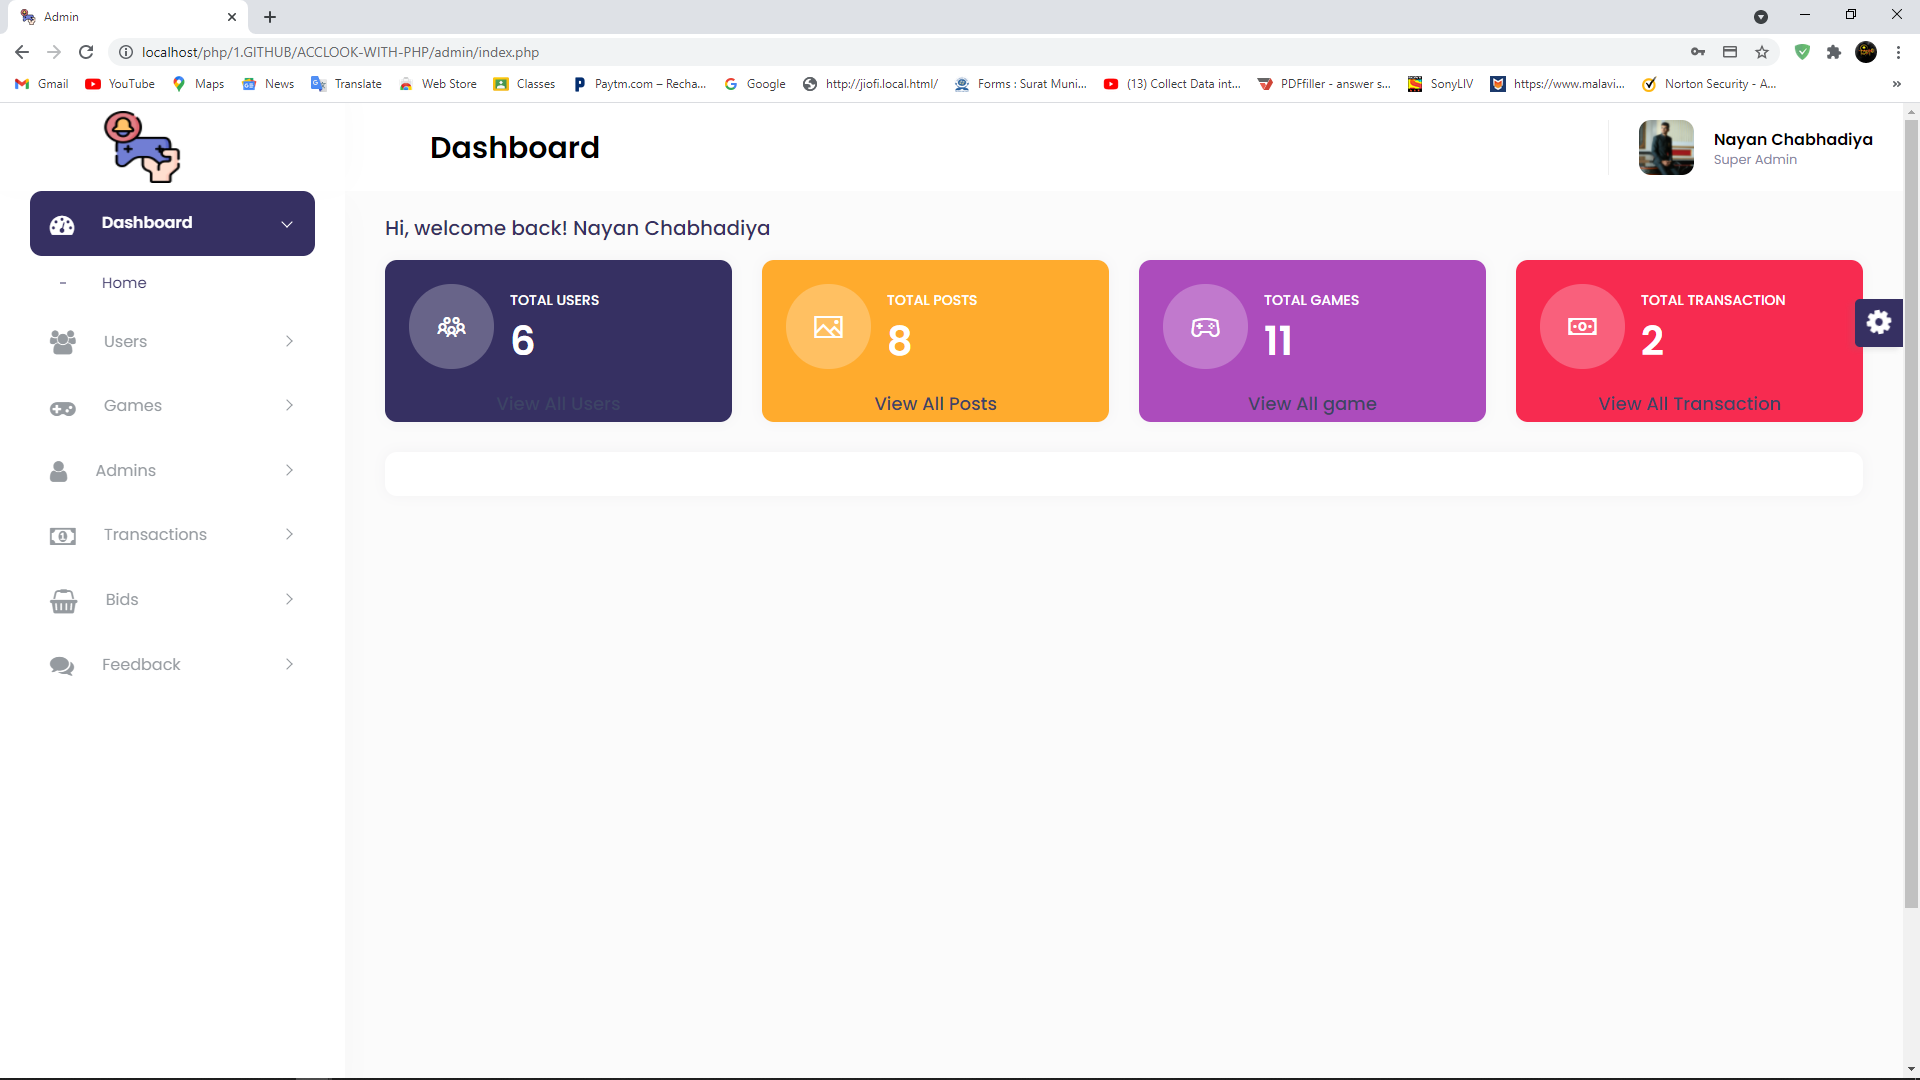 Admin
localhost/php/1.GITHUB/ACCLOOK-WITH-PHP/admin/index.php
Gmail YouTube Maps News Translate Web Store Classes Paytm.com – Recha... Google http://jiofi.local.html/ Forms : Surat Muni... (13) Collect Data int... PDFfiller - answer s... SonyLIV https://www.malavi... Norton Security - A... »
Dashboard
Nayan Chabhadiya
Super Admin
Dashboard
- Home
Users
Games
Admins
Transactions
Bids
Feedback
Hi, welcome back! Nayan Chabhadiya
TOTAL USERS
6
View All Users
TOTAL POSTS
8
View All Posts
TOTAL GAMES
11
View All game
TOTAL TRANSACTION
2
View All Transaction